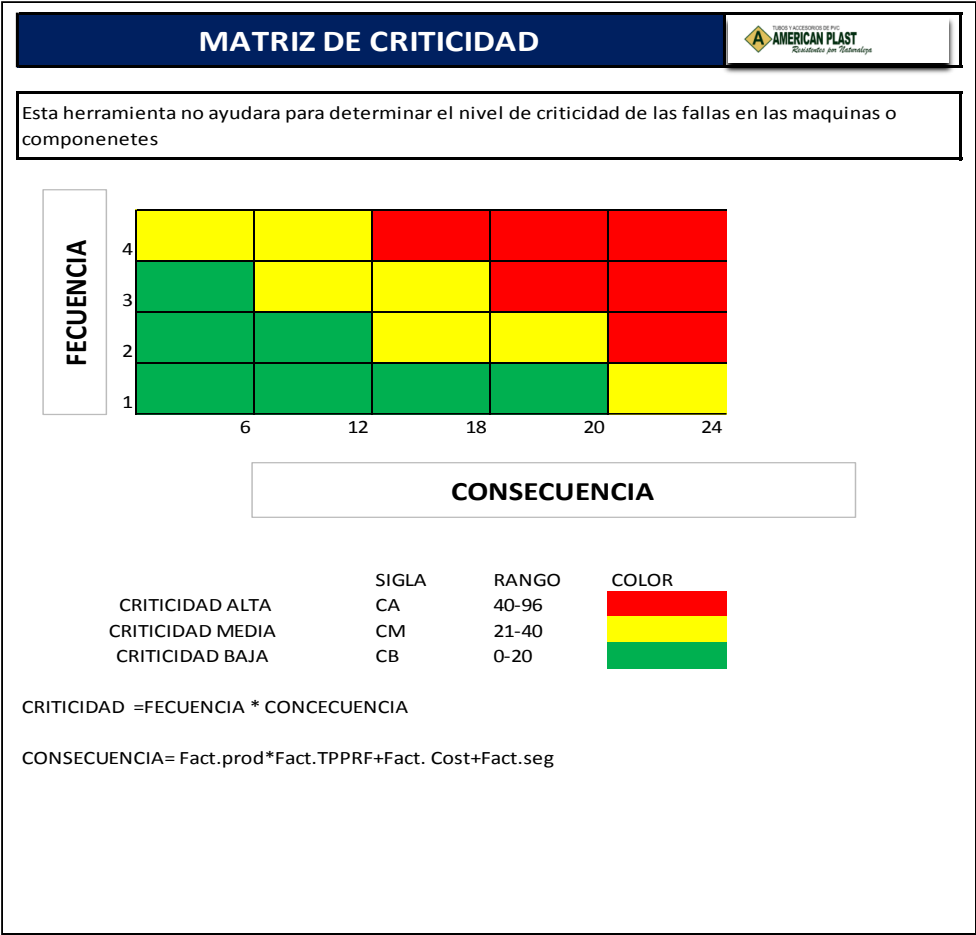 MATRIZ DE CRITICIDAD
TUBOS Y ACCESORIOS DE PVC
A AMERICAN PLAST
Resistentes por Naturaleza
Esta herramienta no ayudara para determinar el nivel de criticidad de las fallas en las maquinas o
componenetes
FECUENCIA
4
3
2
1
6 12 18 20 24
CONSECUENCIA
SIGLA RANGO COLOR
CRITICIDAD ALTA CA 40-96
CRITICIDAD MEDIA CM 21-40
CRITICIDAD BAJA CB 0-20
CRITICIDAD =FECUENCIA * CONCECUENCIA
CONSECUENCIA= Fact.prod*Fact.TPPRF+Fact. Cost+Fact.seg